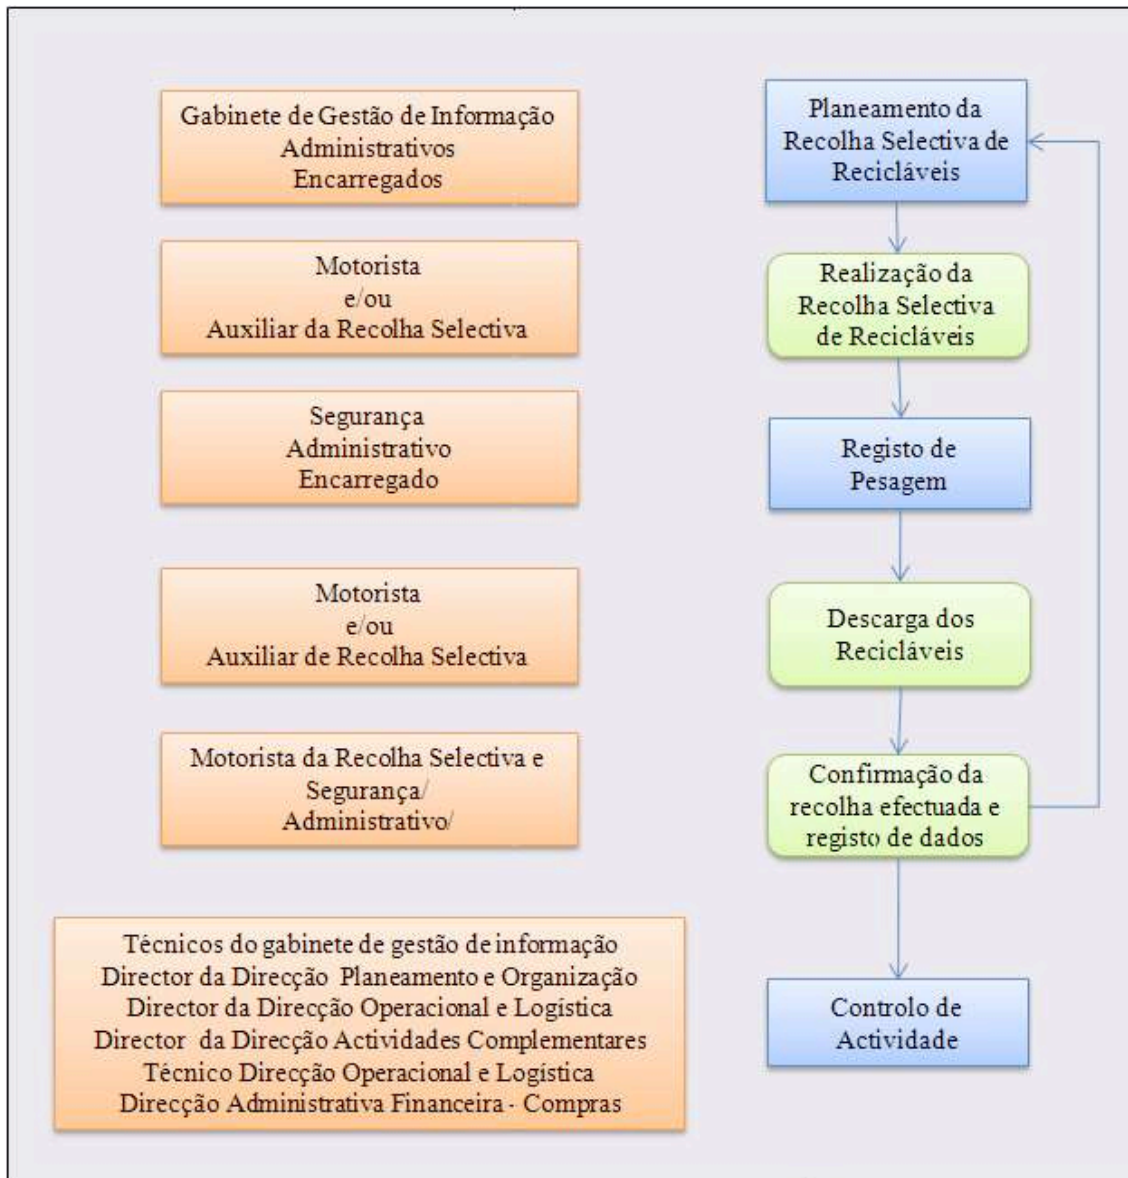 Gabinete de Gestão de Informação
Administrativos
Encarregados
Planeamento da
Recolha Selectiva de
Recicláveis
Motorista
e/ou
Auxiliar da Recolha Selectiva
Realização da
Recolha Selectiva
de Recicláveis
Segurança
Administrativo
Encarregado
Registo de
Pesagem
Motorista
e/ou
Auxiliar de Recolha Selectiva
Descarga dos
Recicláveis
Motorista da Recolha Selectiva e
Segurança/
Administrativo/
Confirmação da
recolha efectuada e
registo de dados
Técnicos do gabinete de gestão de informação
Director da Direcção Planeamento e Organização
Director da Direcção Operacional e Logística
Director da Direcção Actividades Complementares
Técnico Direcção Operacional e Logística
Direcção Administrativa Financeira - Compras
Controlo de
Actividade